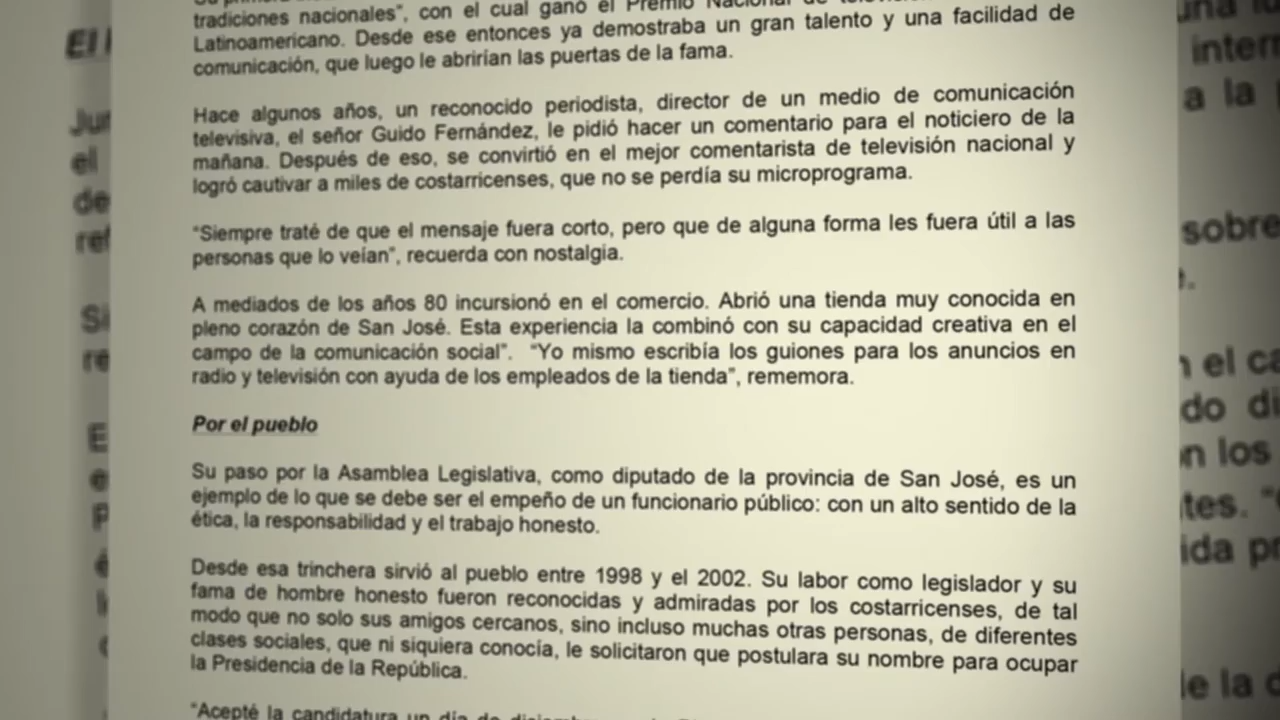 tradiciones nacionales", con el cual ganó el Premio Nacional de
Latinoamericano. Desde ese entonces ya demostraba un gran talento y una facilidad de
comunicación, que luego le abrirían las puertas de la fama.
Hace algunos años, un reconocido periodista, director de un medio de comunicación
televisiva, el señor Guido Fernández, le pidió hacer un comentario para el noticiero de la
mañana. Después de eso, se convirtió en el mejor comentarista de televisión nacional y
logró cautivar a miles de costarricenses, que no se perdía su microprograma.
"Siempre traté de que el mensaje fuera corto, pero que de alguna forma les fuera útil a las
personas que lo veían", recuerda con nostalgia.
A mediados de los años 80 incursionó en el comercio. Abrió una tienda muy conocida en
pleno corazón de San José. Esta experiencia la combinó con su capacidad creativa en el
campo de la comunicación social". "Yo mismo escribía los guiones para los anuncios en
radio y televisión con ayuda de los empleados de la tienda", rememora.
Por el pueblo
Su paso por la Asamblea Legislativa, como diputado de la provincia de San José, es un
ejemplo de lo que se debe ser el empeño de un funcionario público: con un alto sentido de la
ética, la responsabilidad y el trabajo honesto.
Desde esa trinchera sirvió al pueblo entre 1998 y el 2002. Su labor como legislador y su
fama de hombre honesto fueron reconocidas y admiradas por los costarricenses, de tal
modo que no solo sus amigos cercanos, sino incluso muchas otras personas, de diferentes
clases sociales, que ni siquiera conocía, le solicitaron que postulara su nombre para ocupar
la Presidencia de la República.
"Acepté la candidatura un día de